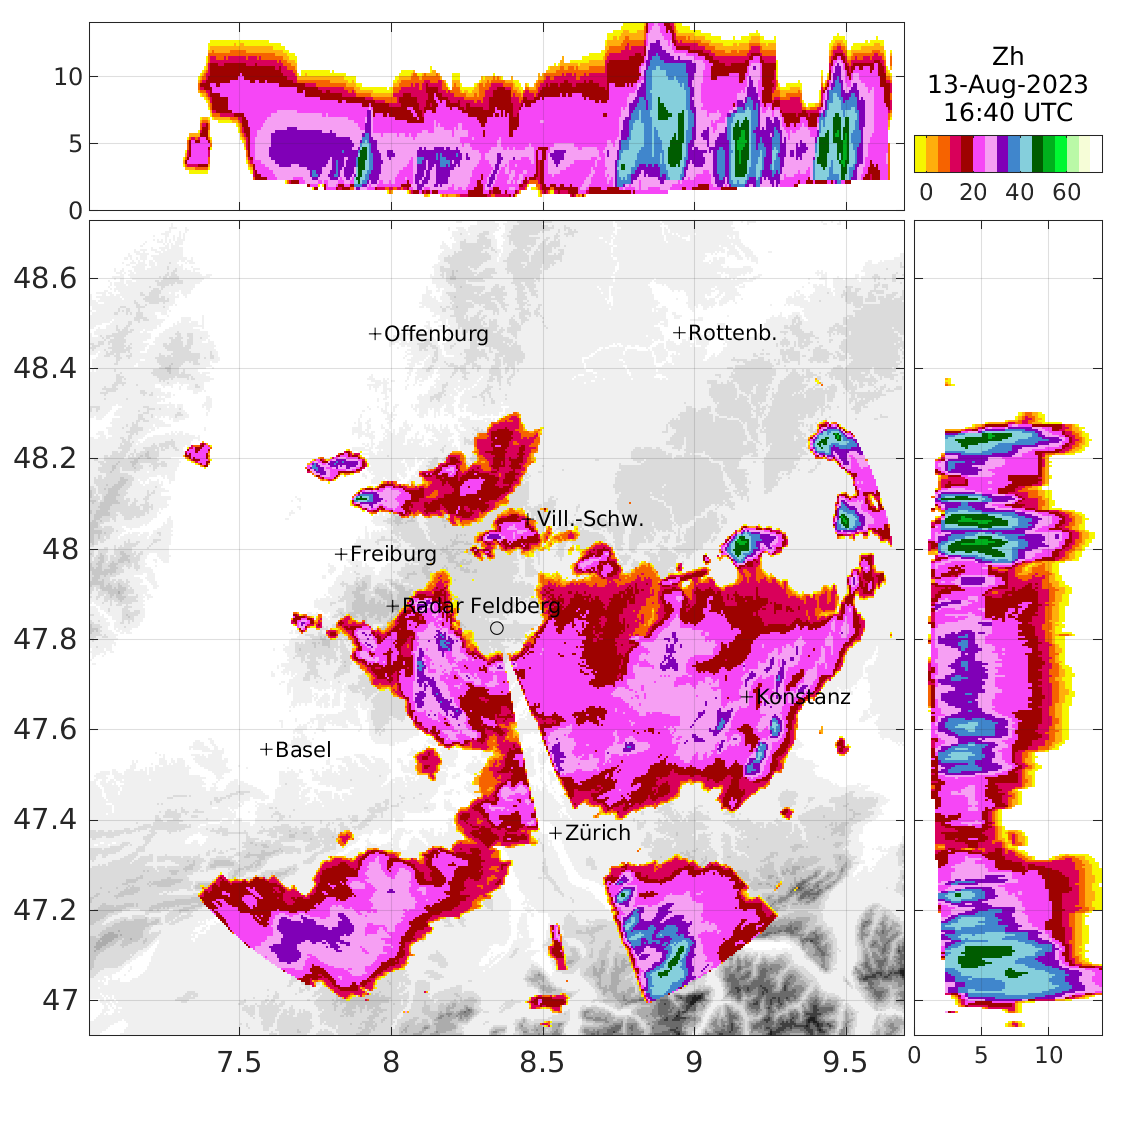 Zh
13-Aug-2023
16:40 UTC
0 20 40 60
10
5
0
48.6
48.4
48.2
48
47.8
47.6
47.4
47.2
47
+Offenburg
+Rottenb.
Vill.-Schw.
+Freiburg
+Radar Feldberg
+Konstanz
+Basel
+Zürich
7.5 8 8.5 9 9.5
0 5 10